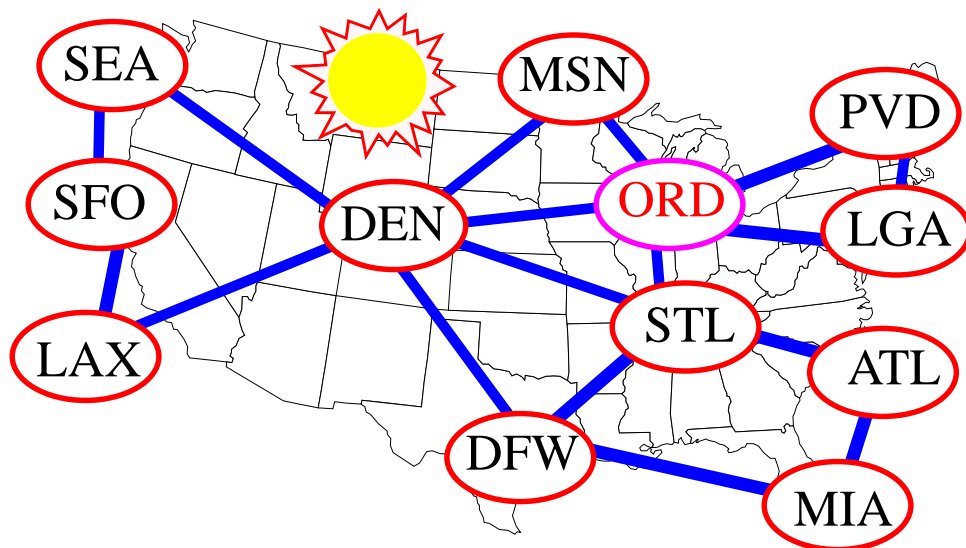 SEA
MSN
PVD
SFO
ORD
DEN
LGA
STL
LAX
ATL
DFW
MIA